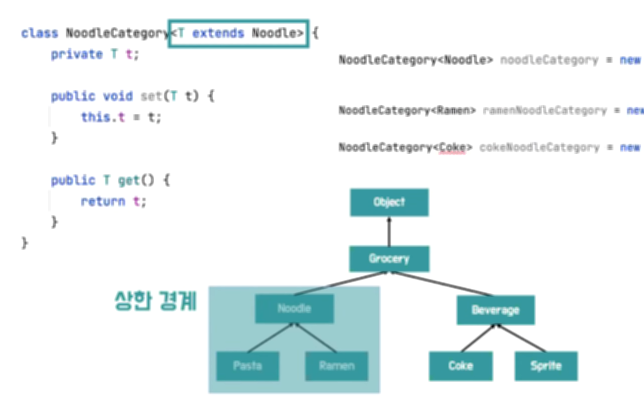 class NoodleCategory<T extends Noodle> {
private T t;
public void set(T t) {
this.t = t;
}
public T get() {
return t;
}
}
NoodleCategory<Noodle> noodleCategory = new
NoodleCategory<Ramen> ramenNoodleCategory = new
NoodleCategory<Coke> cokeNoodleCategory = new
Object
Grocery
상한 경계
Noodle
Beverage
Pasta
Ramen
Coke
Sprite